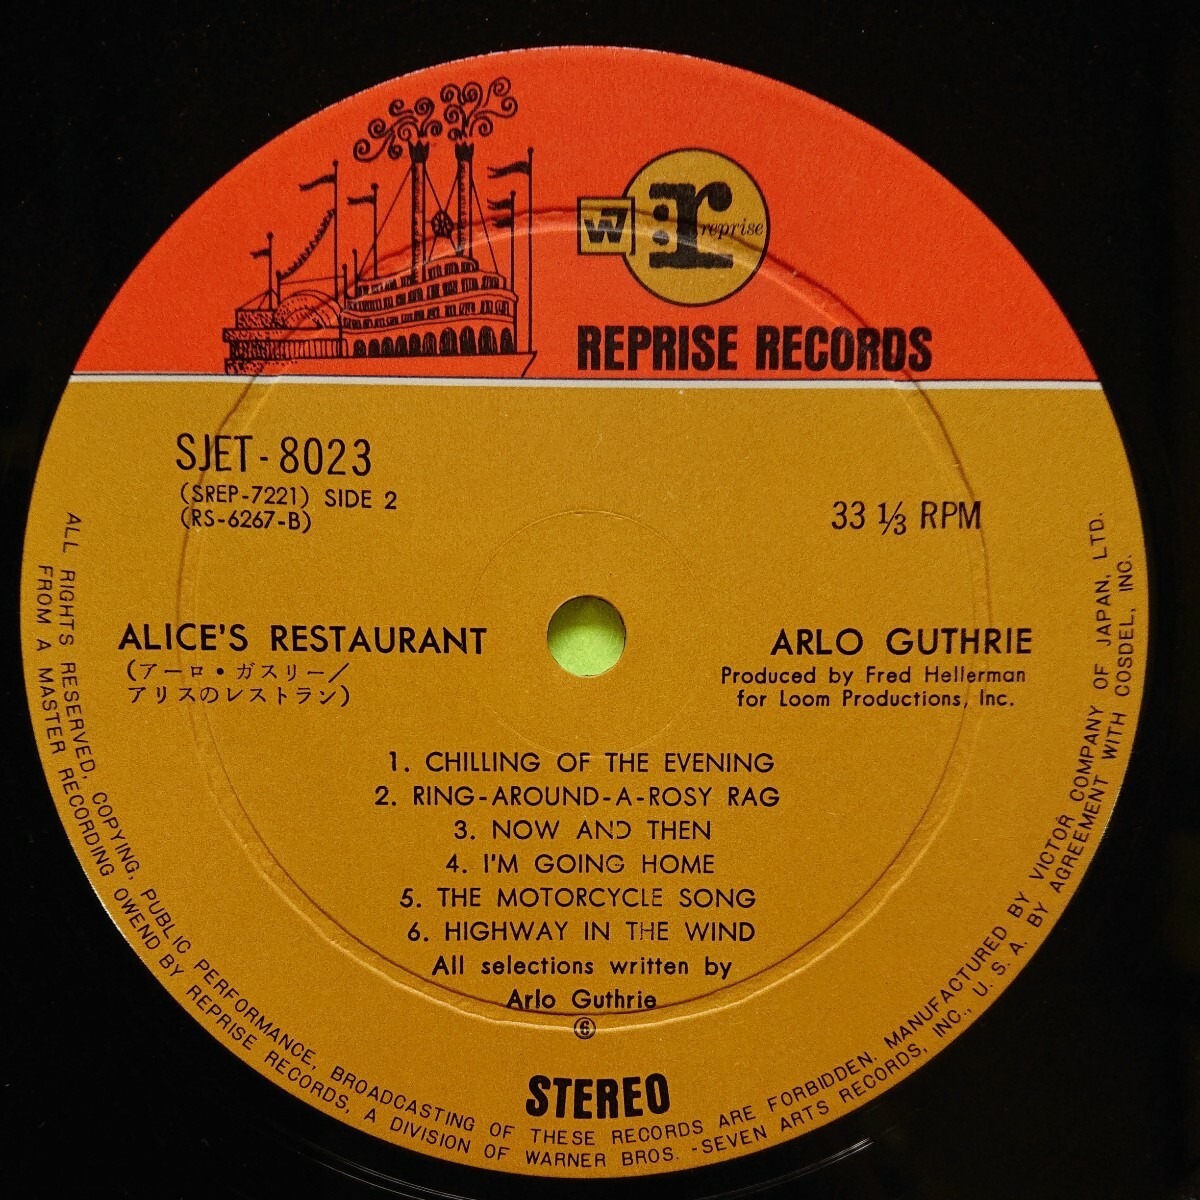 W7
:r reprise
REPRISE RECORDS
SJET-8023
(SREP-7221) SIDE 2
(RS-6267-B)
33 1/3 RPM
ALICE'S RESTAURANT
(アーロ・ガスリー/
アリスのレストラン)
ARLO GUTHRIE
Produced by Fred Hellerman
for Loom Productions, Inc.
1. CHILLING OF THE EVENING
2. RING-AROUND-A-ROSY RAG
3. NOW AND THEN
4. I'M GOING HOME
5. THE MOTORCYCLE SONG
6. HIGHWAY IN THE WIND
All selections written by
Arlo Guthrie
⑥
STEREO
ALL RIGHTS RESERVED, COPYING, PUBLIC PERFORMANCE, BROADCASTING OF THESE RECORDS ARE FORBIDDEN. MANUFACTURED BY VICTOR COMPANY OF JAPAN, LTD.
FROM A MASTER RECORDING OWEND BY REPRISE RECORDS, A DIVISION OF WARNER BROS.-SEVEN ARTS RECORDS, INC., U. S. A. BY AGREEMENT WITH COSDEL, INC.